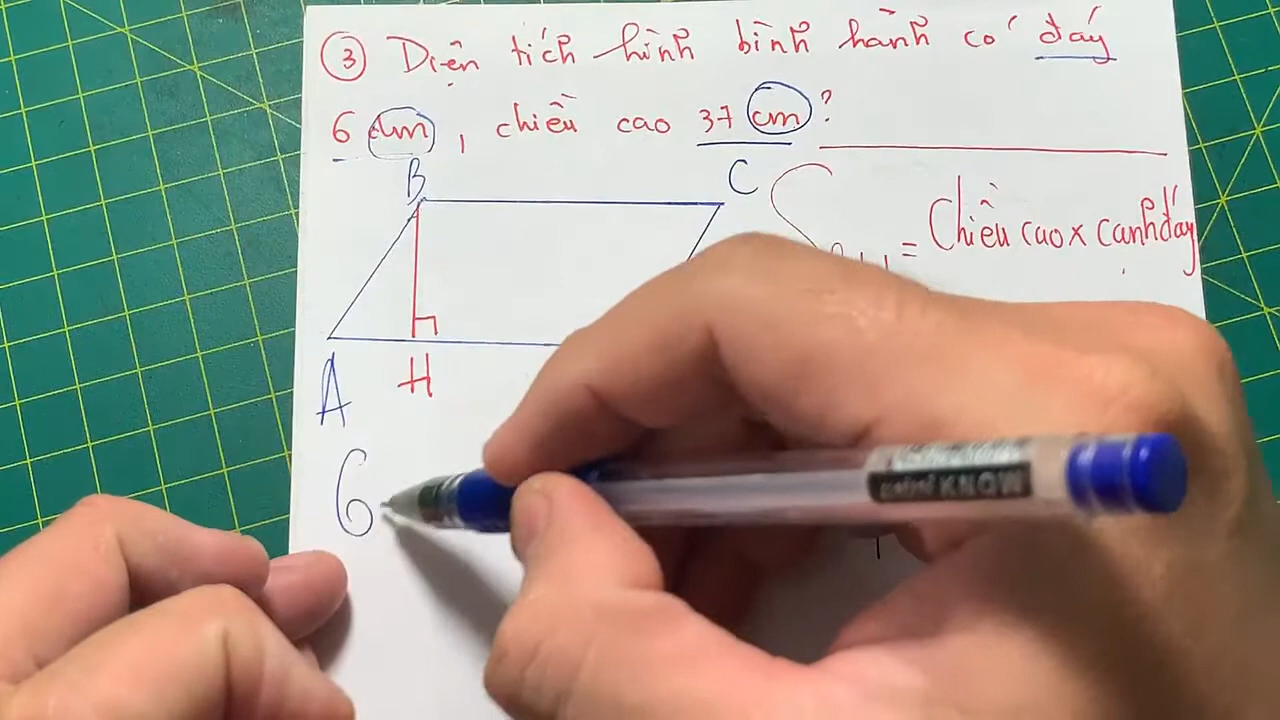 ③ Diện tích hình bình hành có đáy
6 dm, chiều cao 37 cm?
B C
= Chiều cao x cạnh đáy
A H
6
KNOW